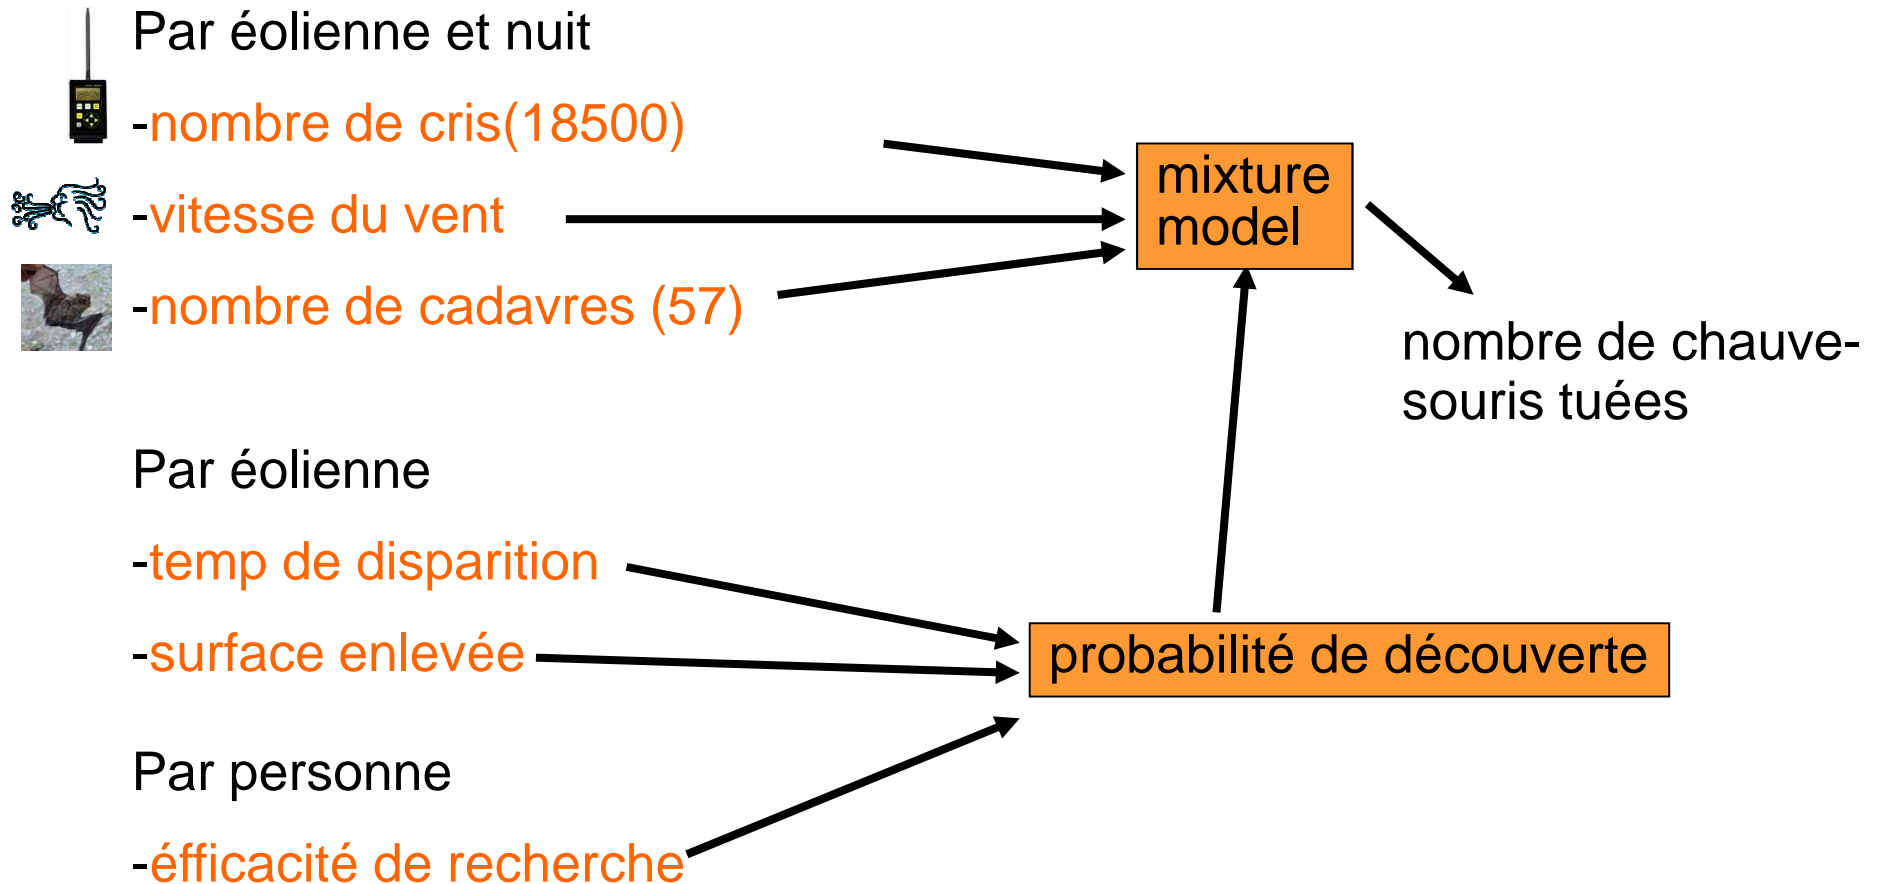 Par éolienne et nuit
-nombre de cris(18500)
-vitesse du vent
-nombre de cadavres (57)
mixture
model
nombre de chauve-
souris tuées
Par éolienne
-temp de disparition
-surface enlevée
probabilité de découverte
Par personne
-éfficacité de recherche